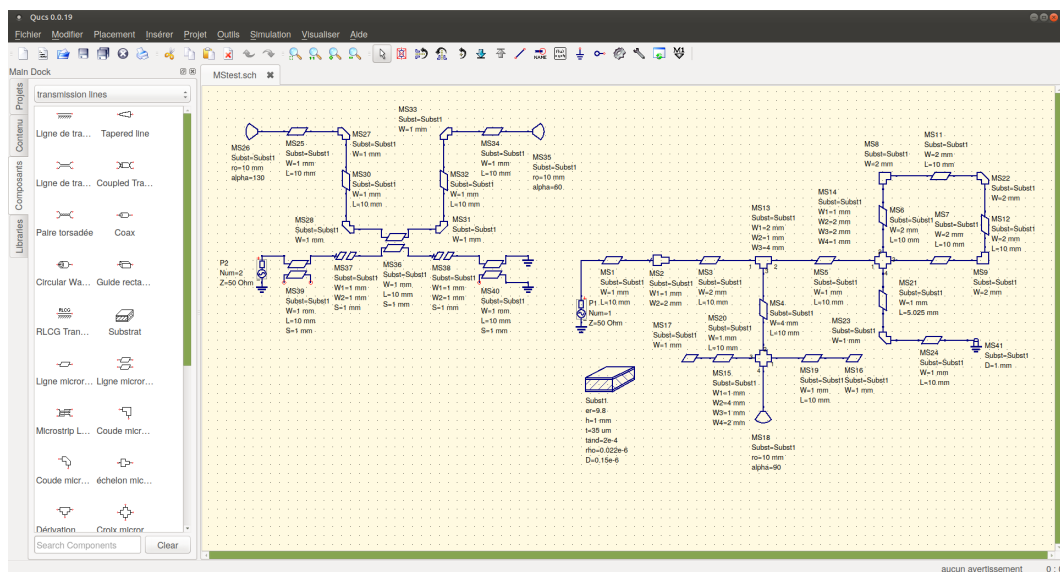 Qucs 0.0.19
Fichier Modifier Placement Insérer Projet Outils Simulation Visualiser Aide
NAME
Main Dock
MStest.sch
Projets
Contenu
Composants
Libraries
transmission lines
Ligne de tra... Tapered line
Ligne de tra... Coupled Tra...
Paire torsadée Coax
Circular Wa... Guide recta...
RLCG
RLCG Tran... Substrat
Ligne micror... Ligne micror...
Microstrip L... Coude micr...
Coude micr... échelon mic...
Dérivation Croix micror
Search Components Clear
MS26
Subst=Subst1
ro=10 mm
alpha=130
MS25
Subst=Subst1
W=1 mm
L=10 mm
MS27
Subst=Subst1
W=1 mm
MS33
Subst=Subst1
W=1 mm
MS34
Subst=Subst1
W=1 mm
L=10 mm
MS35
Subst=Subst1
ro=10 mm
alpha=60
MS30
Subst=Subst1
W=1 mm
L=10 mm
MS32
Subst=Subst1
W=1 mm
L=10 mm
MS28
Subst=Subst1
W=1 mm
MS31
Subst=Subst1
W=1 mm
P2
Num=2
Z=50 Ohm
MS39
Subst=Subst1
W=1 mm
L=10 mm
S=1 mm
MS37
Subst=Subst1
W1=1 mm
W2=1 mm
S=1 mm
MS36
Subst=Subst1
W=1 mm
L=10 mm
S=1 mm
MS38
Subst=Subst1
W1=1 mm
W2=1 mm
S=1 mm
MS40
Subst=Subst1
W=1 mm
L=10 mm
S=1 mm
P1
Num=1
Z=50 Ohm
MS1
Subst=Subst1
W=1 mm
L=10 mm
MS2
Subst=Subst1
W1=1 mm
W2=2 mm
MS3
Subst=Subst1
W=2 mm
L=10 mm
MS13
Subst=Subst1
W1=2 mm
W2=1 mm
W3=4 mm
MS5
Subst=Subst1
W=1 mm
L=10 mm
MS14
Subst=Subst1
W1=1 mm
W2=2 mm
W3=2 mm
W4=1 mm
MS8
Subst=Subst1
W=2 mm
MS11
Subst=Subst1
W=2 mm
L=10 mm
MS22
Subst=Subst1
W=2 mm
MS6
Subst=Subst1
W=2 mm
L=10 mm
MS7
Subst=Subst1
W=2 mm
L=10 mm
MS12
Subst=Subst1
W=2 mm
L=10 mm
MS9
Subst=Subst1
W=2 mm
MS21
Subst=Subst1
W=1 mm
L=5.025 mm
MS23
Subst=Subst1
W=1 mm
MS24
Subst=Subst1
W=1 mm
L=10 mm
MS41
Subst=Subst1
D=1 mm
MS4
Subst=Subst1
W=4 mm
L=10 mm
MS17
Subst=Subst1
W=1 mm
MS20
Subst=Subst1
W=1 mm
L=10 mm
MS15
Subst=Subst1
W1=1 mm
W2=4 mm
W3=1 mm
W4=2 mm
MS19
Subst=Subst1
W=1 mm
L=10 mm
MS16
Subst=Subst1
W=1 mm
MS18
Subst=Subst1
ro=10 mm
alpha=90
Subst1
er=9.8
h=1 mm
t=35 um
tand=2e-4
rho=0.022e-6
D=0.15e-6
aucun avertissement 0 :